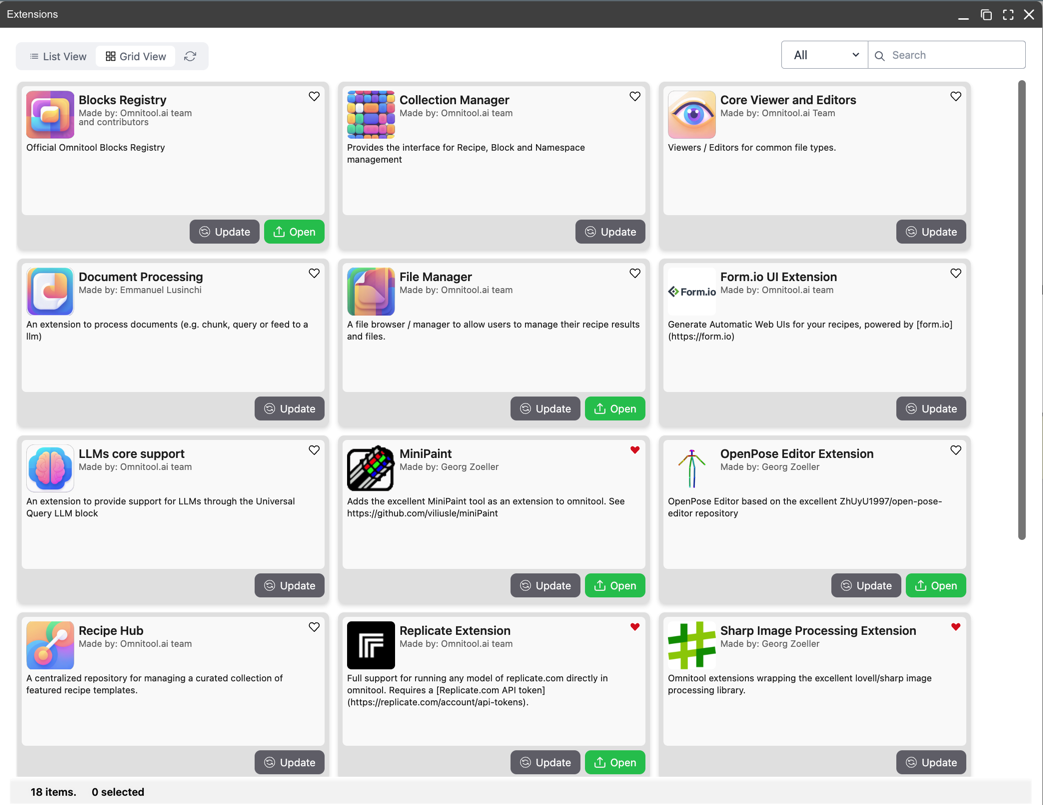 Extensions
List View
Grid View
All
Search
Blocks Registry
Made by: Omnitool.ai team
and contributors
Official Omnitool Blocks Registry
Update
Open
Collection Manager
Made by: Omnitool.ai team
Provides the interface for Recipe, Block and Namespace
management
Update
Core Viewer and Editors
Made by: Omnitool.ai Team
Viewers / Editors for common file types.
Update
Document Processing
Made by: Emmanuel Lusinchi
An extension to process documents (e.g. chunk, query or feed to a
llm)
Update
File Manager
Made by: Omnitool.ai team
A file browser / manager to allow users to manage their recipe results
and files.
Update
Open
Form.io
Form.io UI Extension
Made by: Omnitool.ai team
Generate Automatic Web UIs for your recipes, powered by [form.io]
(https://form.io)
Update
LLMs core support
Made by: Omnitool.ai team
An extension to provide support for LLMs through the Universal
Query LLM block
Update
MiniPaint
Made by: Georg Zoeller
Adds the excellent MiniPaint tool as an extension to omnitool. See
https://github.com/viliusle/miniPaint
Update
Open
OpenPose Editor Extension
Made by: Georg Zoeller
OpenPose Editor based on the excellent ZhUyU1997/open-pose-
editor repository
Update
Open
Recipe Hub
Made by: Omnitool.ai team
A centralized repository for managing a curated collection of
featured recipe templates.
Update
Replicate Extension
Made by: Omnitool.ai team
Full support for running any model of replicate.com directly in
omnitool. Requires a [Replicate.com API token]
(https://replicate.com/account/api-tokens).
Update
Open
Sharp Image Processing Extension
Made by: Georg Zoeller
Omnitool extensions wrapping the excellent lovell/sharp image
processing library.
Update
18 items. 0 selected